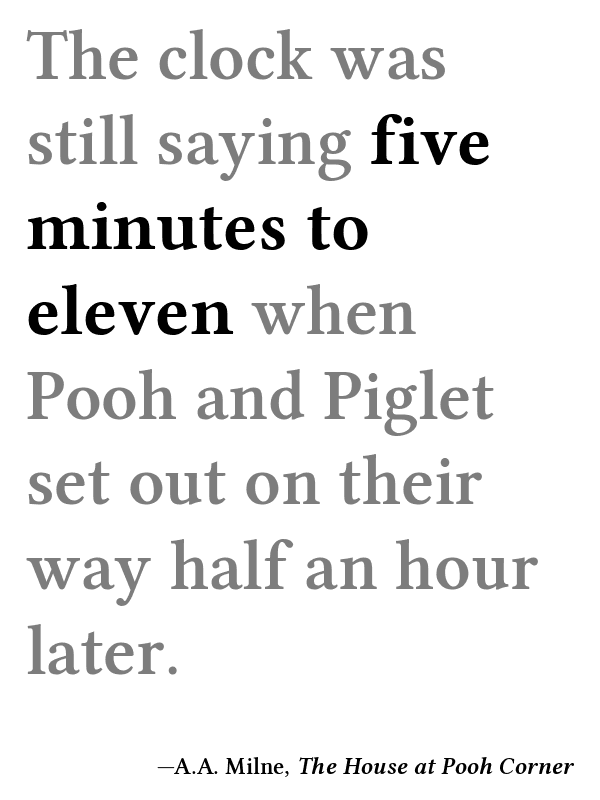 The clock was
still saying five
minutes to
eleven when
Pooh and Piglet
set out on their
way half an hour
later.
—A.A. Milne, The House at Pooh Corner